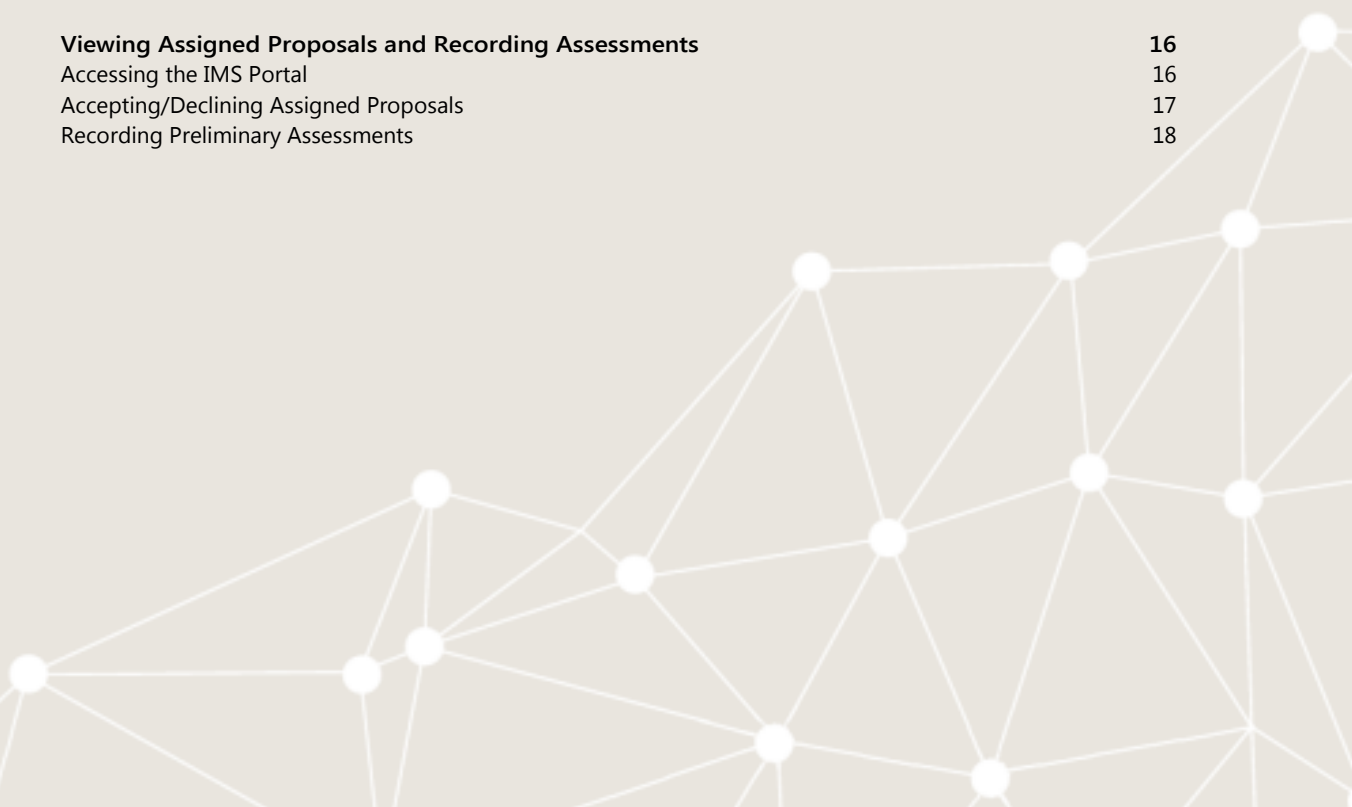 Viewing Assigned Proposals and Recording Assessments 16
Accessing the IMS Portal 16
Accepting/Declining Assigned Proposals 17
Recording Preliminary Assessments 18